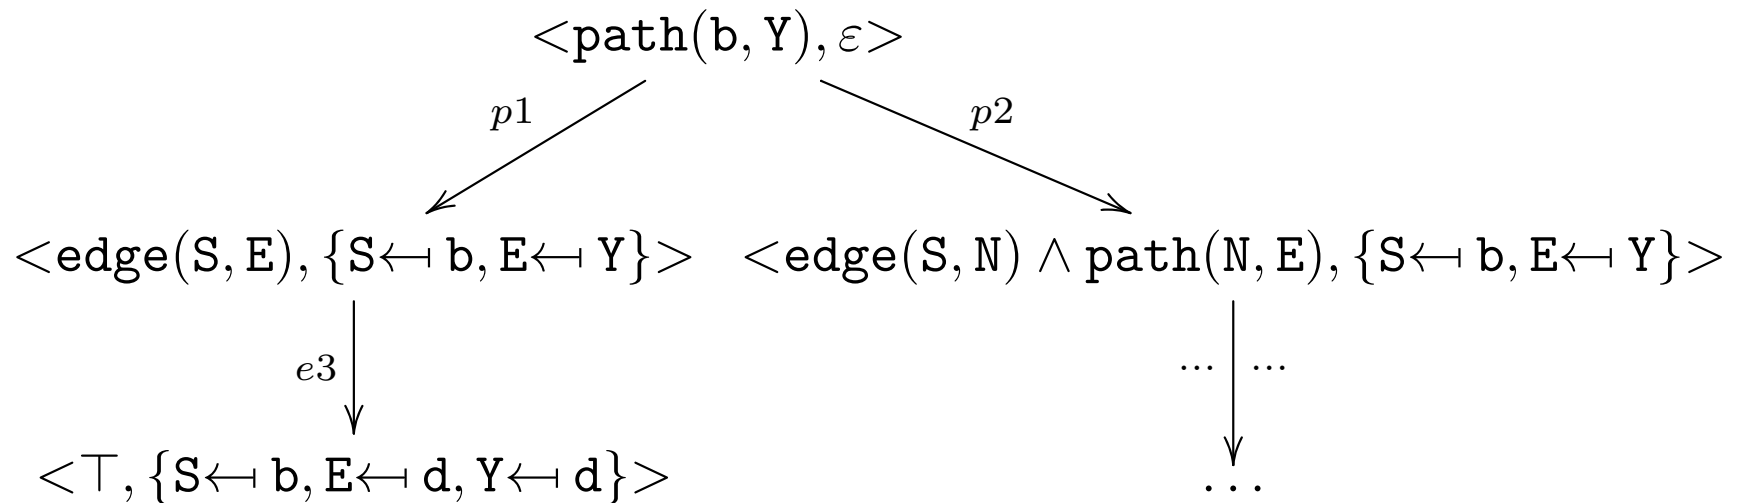 <path(b, Y), ε>
p1 p2
<edge(S, E), {S↤ b, E↤ Y}> <edge(S, N) ∧ path(N, E), {S↤ b, E↤ Y}>
e3 ... ...
<⊤, {S↤ b, E↤ d, Y↤ d}> ...